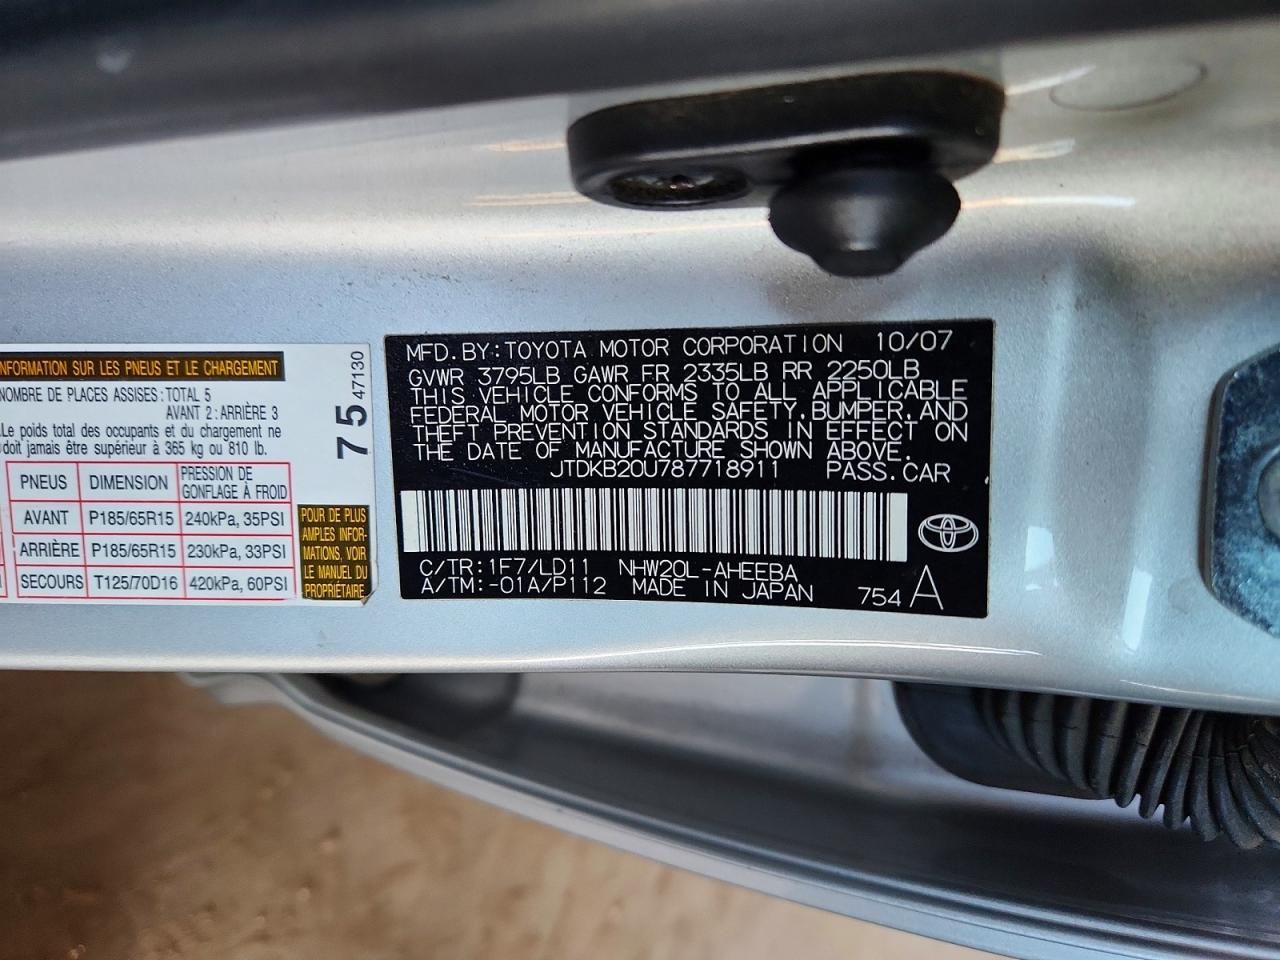 NFORMATION SUR LES PNEUS ET LE CHARGEMENT
NOMBRE DE PLACES ASSISES: TOTAL 5
AVANT 2: ARRIÈRE 3
Le poids total des occupants et du chargement ne
doit jamais être supérieur à 365 kg ou 810 lb.
PNEUS DIMENSION PRESSION DE GONFLAGE À FROID
AVANT P185/65R15 240kPa, 35PSI
ARRIÈRE P185/65R15 230kPa, 33PSI
SECOURS T125/70D16 420kPa, 60PSI
75 47130
POUR DE PLUS
AMPLES INFOR-
MATIONS, VOIR
LE MANUEL DU
PROPRIÉTAIRE
MFD. BY: TOYOTA MOTOR CORPORATION 10/07
GVWR 3795LB GAWR FR 2335LB RR 2250LB
THIS VEHICLE CONFORMS TO ALL APPLICABLE
FEDERAL MOTOR VEHICLE SAFETY, BUMPER, AND
THEFT PREVENTION STANDARDS IN EFFECT ON
THE DATE OF MANUFACTURE SHOWN ABOVE.
JTDKB20U787718911 PASS. CAR
C/TR: 1F7/LD11 NHW20L-AHEEBA
A/TM: -01A/P112 MADE IN JAPAN 754 A